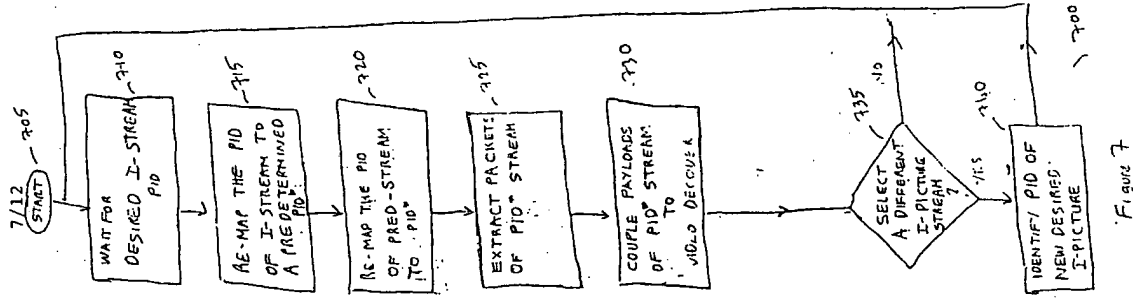 7/12
START
705
WAIT FOR
DESIRED I-STREAM
PID
710
RE-MAP THE PID
OF I-STREAM TO
A PREDETERMINED
PID*
715
RE-MAP THE PID
OF PRED-STREAM
TO PID*
720
EXTRACT PACKETS
OF PID* STREAM
725
COUPLE PAYLOADS
OF PID* STREAM
TO
VIDEO DECODER
730
SELECT
A DIFFERENT
I-PICTURE
STREAM
?
735
NO
YES
IDENTIFY PID OF
NEW DESIRED
I-PICTURE
740
700
Figure 7